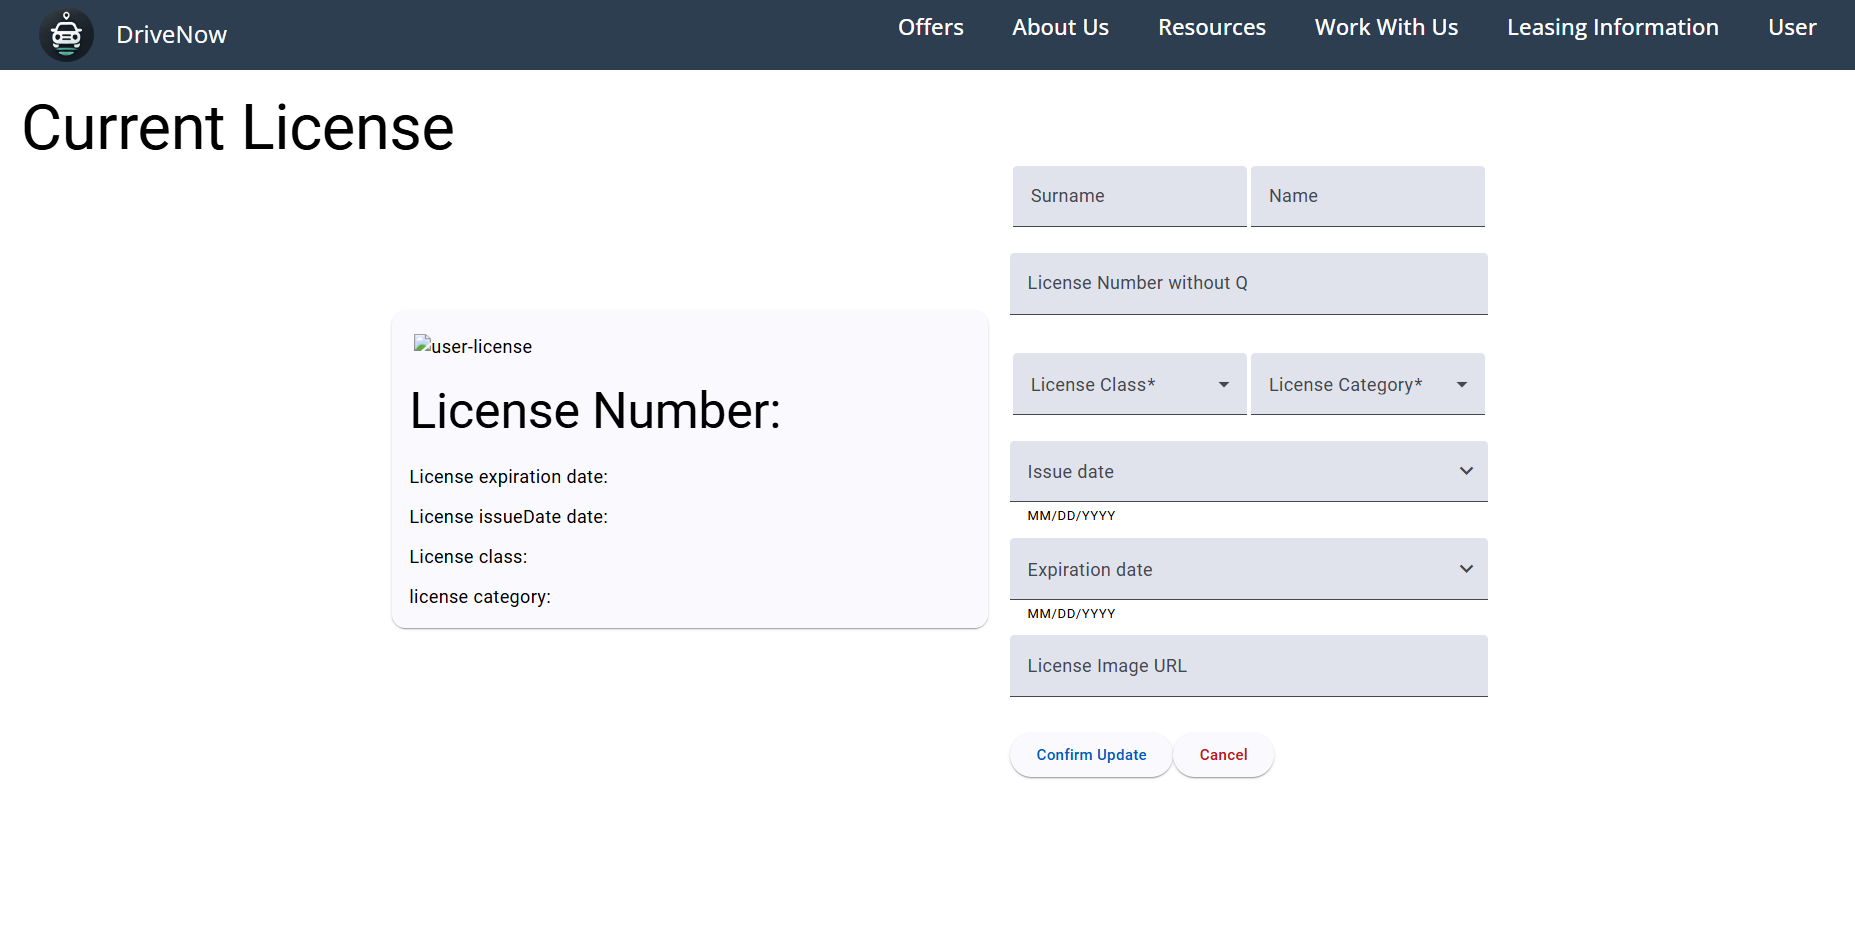 DriveNow
Offers About Us Resources Work With Us Leasing Information User
Current License
Surname Name
License Number without Q
user-license
License Number:
License expiration date:
License issueDate date:
License class:
license category:
License Class* License Category*
Issue date
MM/DD/YYYY
Expiration date
MM/DD/YYYY
License Image URL
Confirm Update Cancel